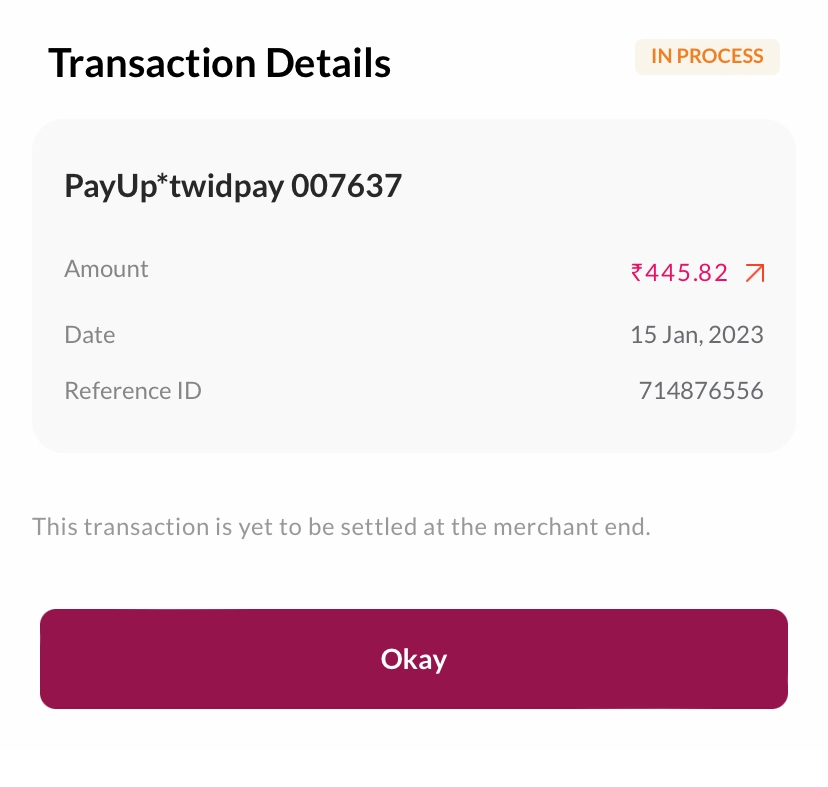 Transaction Details
IN PROCESS
PayUp*twidpay 007637
Amount ₹445.82
Date 15 Jan, 2023
Reference ID 714876556
This transaction is yet to be settled at the merchant end.
Okay